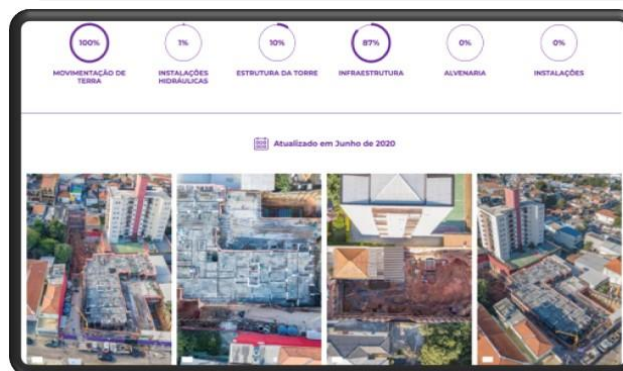 100%
1%
10%
87%
0%
0%
MOVIMENTAÇÃO DE
TERRA
INSTALAÇÕES
HIDRÁULICAS
ESTRUTURA DA TORRE
INFRAESTRUTURA
ALVENARIA
INSTALAÇÕES
Atualizado em Junho de 2020